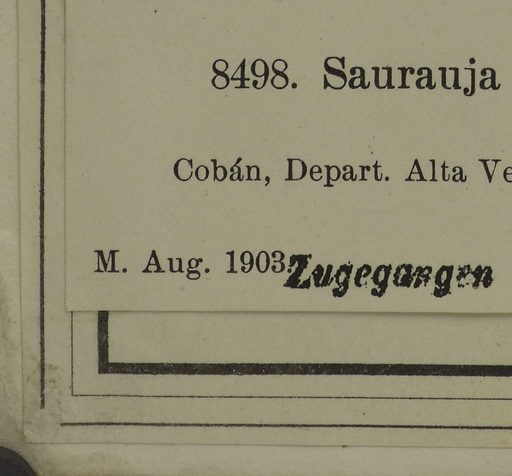 8498. Saurauja
Cobán, Depart. Alta Ve
M. Aug. 1903. Zugegangen